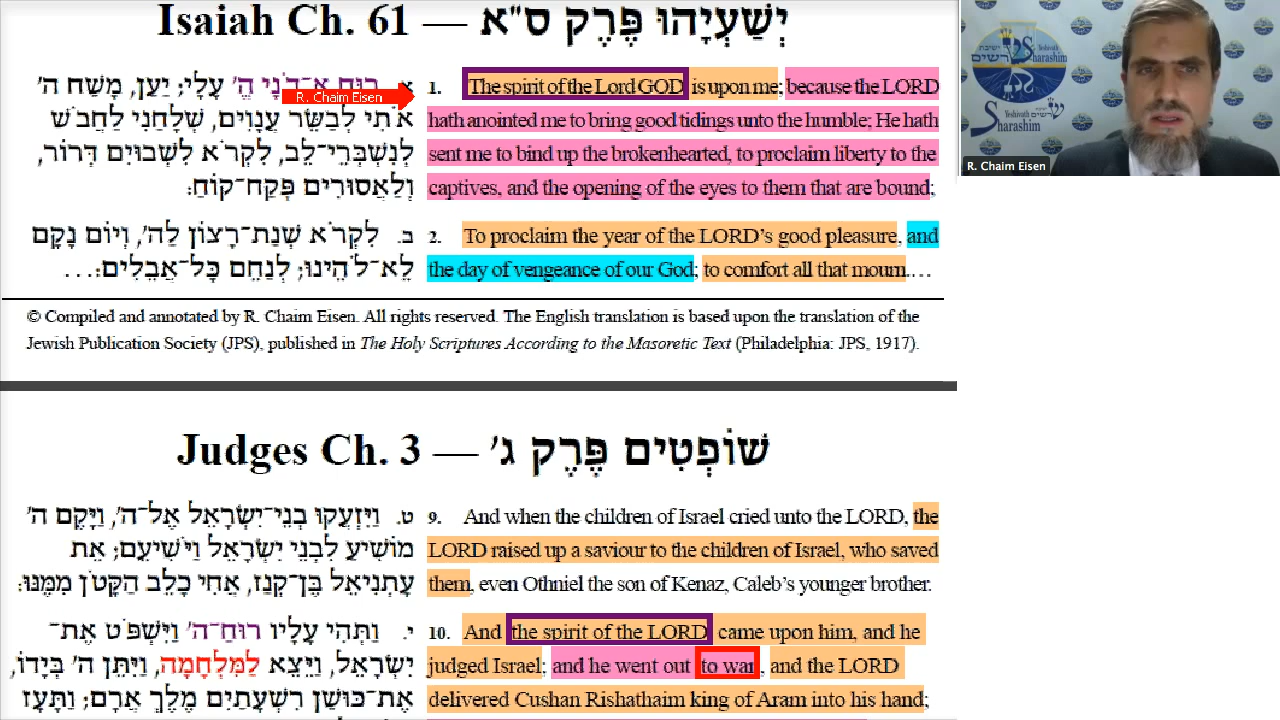 Isaiah Ch. 61 — יְשַׁעְיָהוּ פֶּרֶק ס"א
א רוּחַ אֲ־דֹנָי ה' עָלָי; יַעַן, מָשַׁח ה'
אֹתִי לְבַשֵּׂר עֲנָוִים, שְׁלָחַנִי לַחֲבֹשׁ
לְנִשְׁבְּרֵי־לֵב, לִקְרֹא לִשְׁבוּיִם דְּרוֹר,
וְלַאֲסוּרִים פְּקַח־קוֹחַ:
R. Chaim Eisen
1. The spirit of the Lord GOD is upon me; because the LORD
hath anointed me to bring good tidings unto the humble; He hath
sent me to bind up the brokenhearted, to proclaim liberty to the
captives, and the opening of the eyes to them that are bound;
ב. לִקְרֹא שְׁנַת־רָצוֹן לַה', וְיוֹם נָקָם
לֵא־לֹהֵינוּ; לְנַחֵם כָּל־אֲבֵלִים:...
2. To proclaim the year of the LORD's good pleasure, and
the day of vengeance of our God; to comfort all that mourn....
© Compiled and annotated by R. Chaim Eisen. All rights reserved. The English translation is based upon the translation of the
Jewish Publication Society (JPS), published in The Holy Scriptures According to the Masoretic Text (Philadelphia: JPS, 1917).
Judges Ch. 3 — שׁוֹפְטִים פֶּרֶק ג'
ט. וַיִּזְעֲקוּ בְנֵי־יִשְׂרָאֵל אֶל־ה', וַיָּקֶם ה'
מוֹשִׁיעַ לִבְנֵי יִשְׂרָאֵל וַיֹּשִׁיעֵם; אֵת
עָתְנִיאֵל בֶּן־קְנַז, אֲחִי כָלֵב הַקָּטֹן מִמֶּנּוּ:
9. And when the children of Israel cried unto the LORD, the
LORD raised up a saviour to the children of Israel, who saved
them, even Othniel the son of Kenaz, Caleb's younger brother.
י. וַתְּהִי עָלָיו רוּחַ־ה' וַיִּשְׁפֹּט אֶת־
יִשְׂרָאֵל, וַיֵּצֵא לַמִּלְחָמָה, וַיִּתֵּן ה' בְּיָדוֹ,
אֶת־כּוּשַׁן רִשְׁעָתַיִם מֶלֶךְ אֲרָם; וַתָּעָז
10. And the spirit of the LORD came upon him, and he
judged Israel; and he went out to war, and the LORD
delivered Cushan Rishathaim king of Aram into his hand;
Yeshivath
Sharashim
Yeshivath שרשים
Sharashim
R. Chaim Eisen